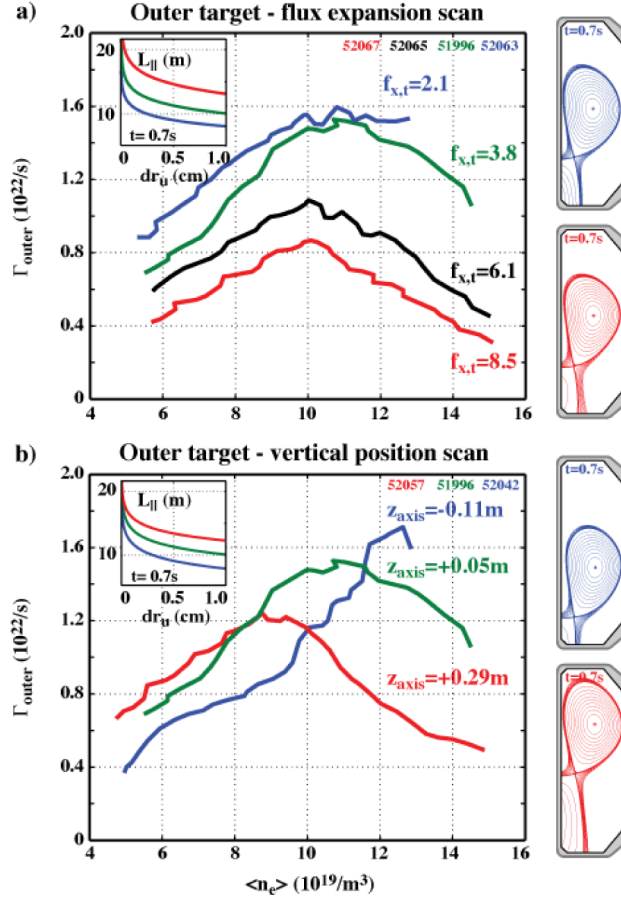 a)
Outer target - flux expansion scan
52067 52065 51996 52063
f_x,t=2.1
f_x,t=3.8
f_x,t=6.1
f_x,t=8.5
20
10
L_|| (m)
t= 0.7s
0 0.5 1.0
dr_u (cm)
2.0
1.6
1.2
0.8
0.4
0
Γ_outer (10^22/s)
4 6 8 10 12 14 16
t=0.7s
t=0.7s
b)
Outer target - vertical position scan
52057 51996 52042
z_axis=-0.11m
z_axis=+0.05m
z_axis=+0.29m
20
10
L_|| (m)
t= 0.7s
0 0.5 1.0
dr_u (cm)
2.0
1.6
1.2
0.8
0.4
0
Γ_outer (10^22/s)
4 6 8 10 12 14 16
<n_e> (10^19/m^3)
t=0.7s
t=0.7s